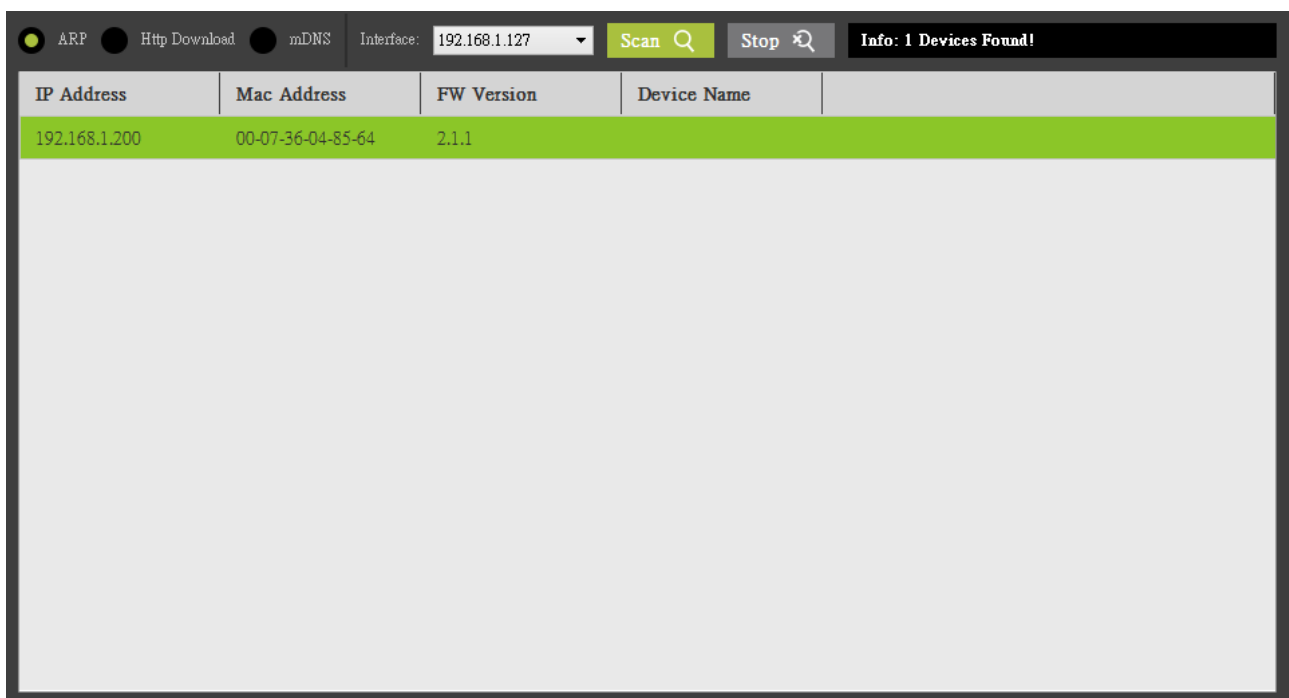 ARP Http Download mDNS Interface: 192.168.1.127 Scan Stop Info: 1 Devices Found!
IP Address Mac Address FW Version Device Name
192.168.1.200 00-07-36-04-85-64 2.1.1